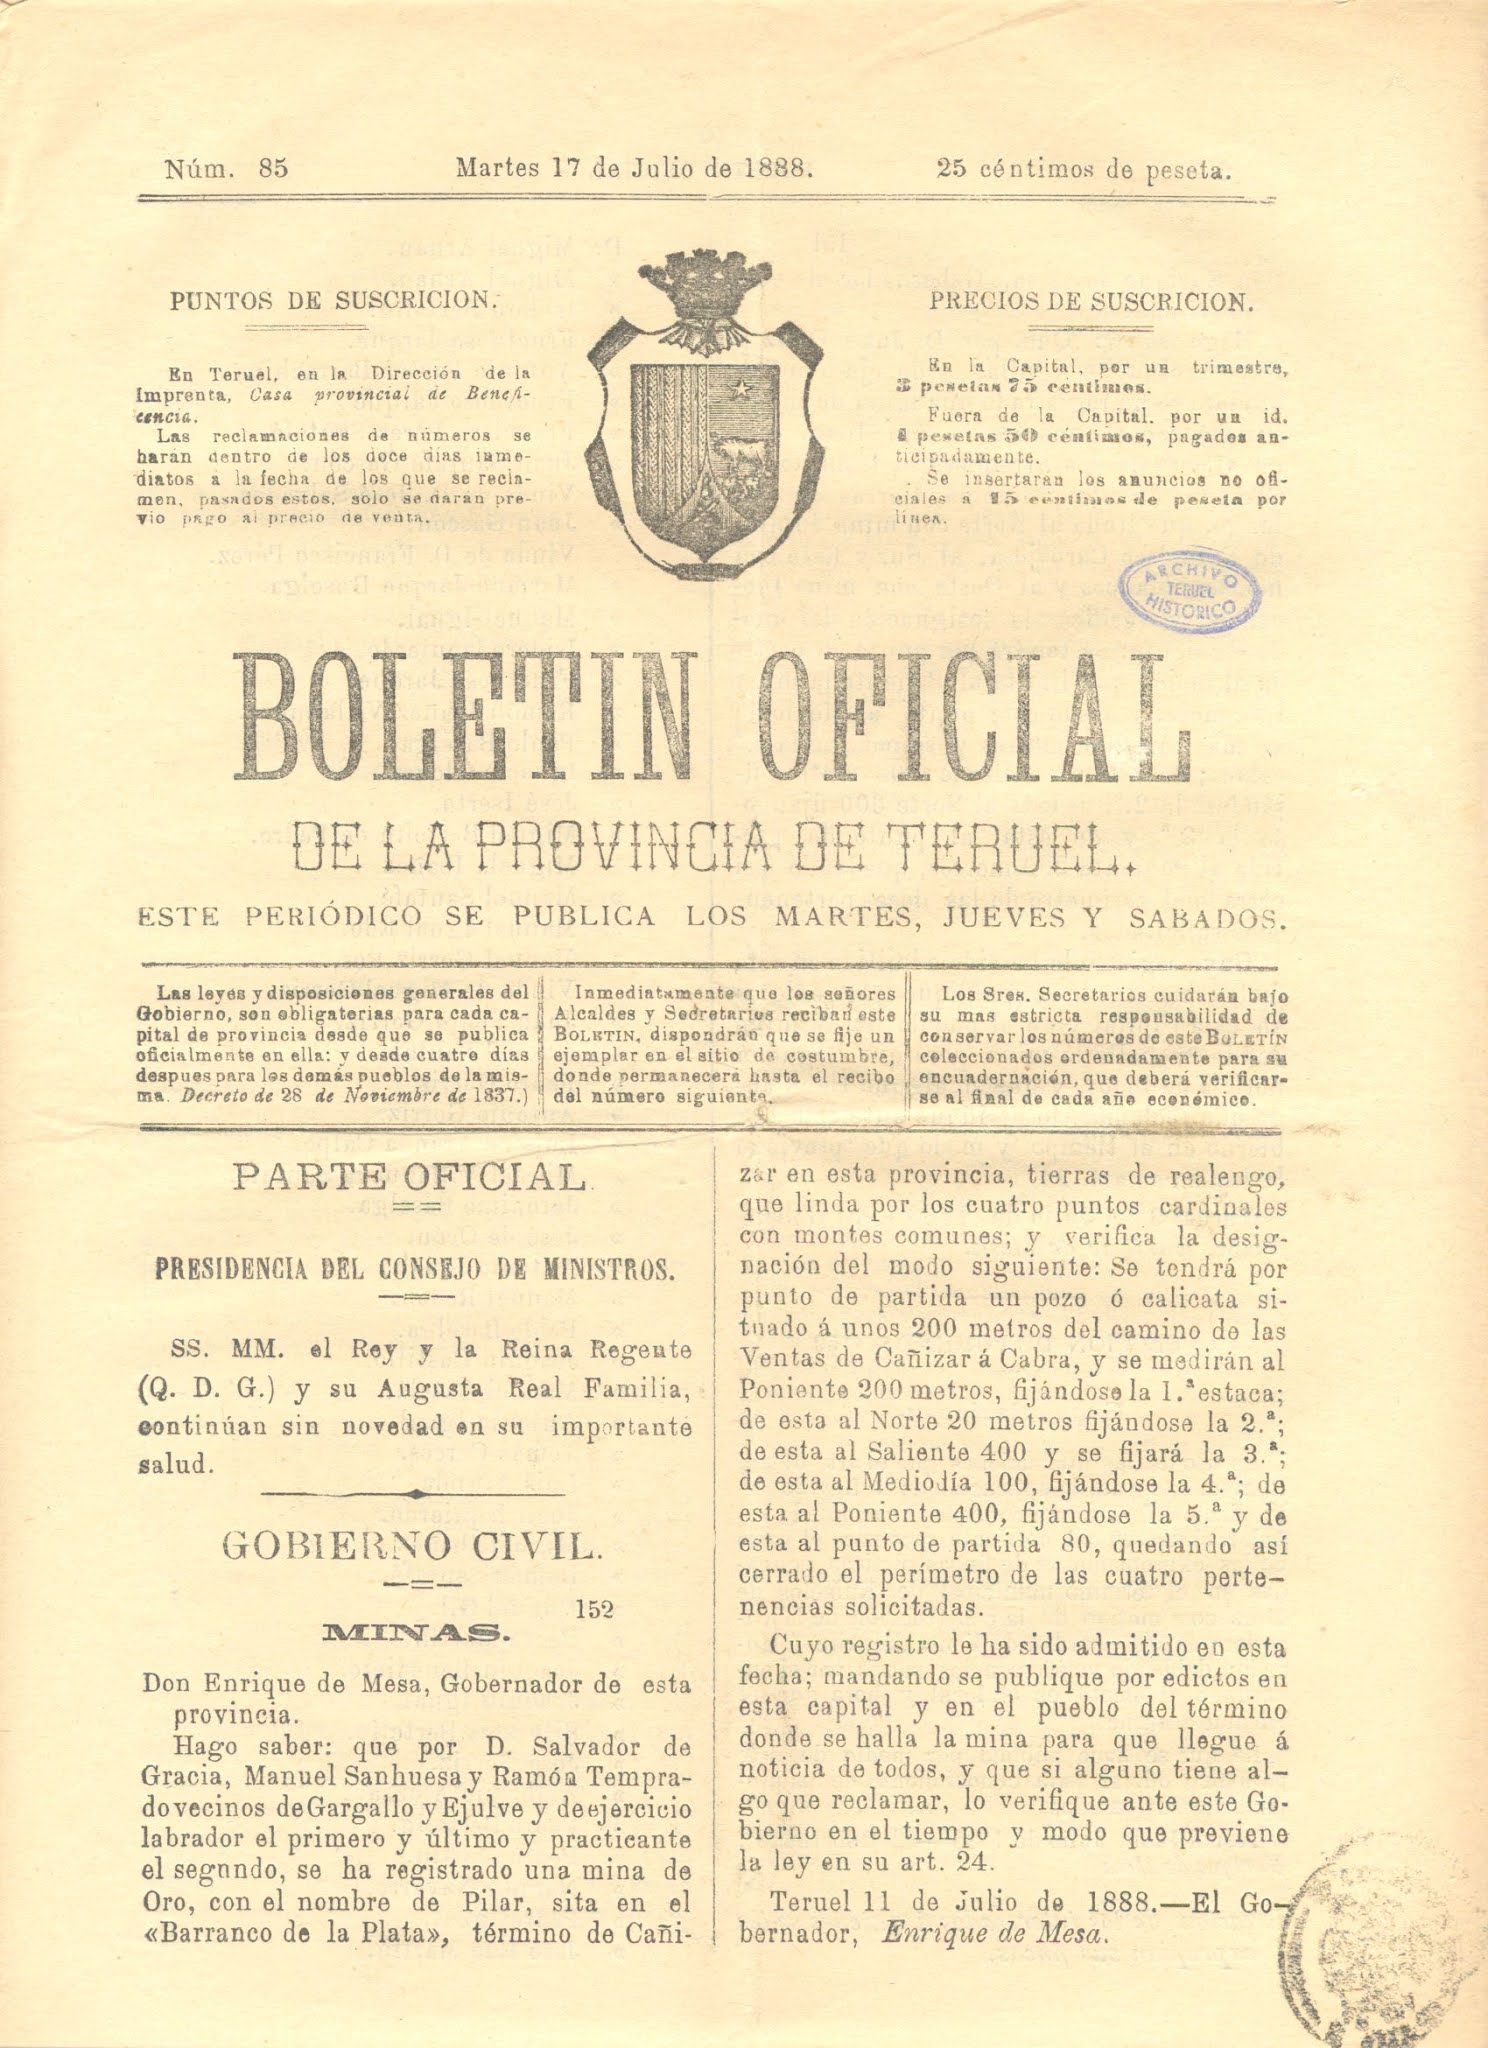 Núm. 85
Martes 17 de Julio de 1888.
25 céntimos de peseta.
PUNTOS DE SUSCRICION.
En Teruel, en la Dirección de la
Imprenta, Casa provincial de Benefi-
cencia.
Las reclamaciones de números se
harán dentro de los doce dias inme-
diatos á la fecha de los que se recla-
men, pasados estos, solo se darán pre-
vio pago al precio de venta.
PRECIOS DE SUSCRICION.
En la Capital, por un trimestre,
3 pesetas 75 céntimos.
Fuera de la Capital. por un id.
4 pesetas 50 céntimos, pagados an-
ticipadamente.
Se insertarán los anuncios no ofi-
ciales á 15 céntimos de peseta por
línea.
ARCHIVO
TERUEL
HISTORICO
BOLETIN OFICIAL
DE LA PROVINCIA DE TERUEL.
ESTE PERIÓDICO SE PUBLICA LOS MARTES, JUEVES Y SABADOS.
Las leyes y disposiciones generales del
Gobierno, son obligatorias para cada ca-
pital de provincia desde que se publica
oficialmente en ella: y desde cuatro dias
despues para los demás pueblos de la mis-
ma. Decreto de 28 de Noviembre de 1837.)
Inmediatamente que los señores
Alcaldes y Secretarios reciban este
BOLETIN, dispondrán que se fije un
ejemplar en el sitio de costumbre,
donde permanecerá hasta el recibo
del número siguiente.
Los Sres. Secretarios cuidarán bajo
su mas estricta responsabilidad de
conservar los números de este BOLETÍN
coleccionados ordenadamente para su
encuadernación, que deberá verificar-
se al final de cada año económico.
PARTE OFICIAL
PRESIDENCIA DEL CONSEJO DE MINISTROS.
SS. MM. el Rey y la Reina Regente
(Q. D. G.) y su Augusta Real Familia,
continúan sin novedad en su importante
salud.
GOBIERNO CIVIL.
152
MINAS.
Don Enrique de Mesa, Gobernador de esta
provincia.
Hago saber: que por D. Salvador de
Gracia, Manuel Sanhuesa y Ramón Tempra-
do vecinos de Gargallo y Ejulve y de ejercicio
labrador el primero y último y practicante
el segundo, se ha registrado una mina de
Oro, con el nombre de Pilar, sita en el
«Barranco de la Plata», término de Cañi-
zar en esta provincia, tierras de realengo,
que linda por los cuatro puntos cardinales
con montes comunes; y verifica la desig-
nación del modo siguiente: Se tendrá por
punto de partida un pozo ó calicata si-
tuado á unos 200 metros del camino de las
Ventas de Cañizar á Cabra, y se medirán al
Poniente 200 metros, fijándose la 1.ª estaca;
de esta al Norte 20 metros fijándose la 2.ª;
de esta al Saliente 400 y se fijará la 3.ª;
de esta al Mediodía 100, fijándose la 4.ª; de
esta al Poniente 400, fijándose la 5.ª y de
esta al punto de partida 80, quedando así
cerrado el perímetro de las cuatro perte-
nencias solicitadas.
Cuyo registro le ha sido admitido en esta
fecha; mandando se publique por edictos en
esta capital y en el pueblo del término
donde se halla la mina para que llegue á
noticia de todos, y que si alguno tiene al-
go que reclamar, lo verifique ante este Go-
bierno en el tiempo y modo que previene
la ley en su art. 24.
Teruel 11 de Julio de 1888.—El Go-
bernador, Enrique de Mesa.